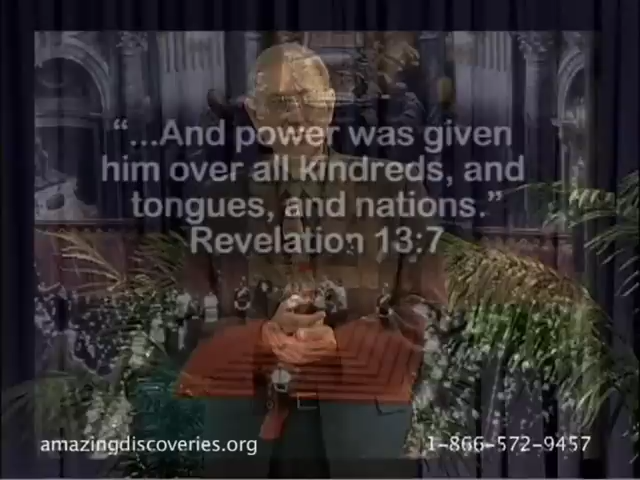 “...And power was given
him over all kindreds, and
tongues, and nations.”
Revelation 13:7
amazingdiscoveries.org
1-866-572-9457